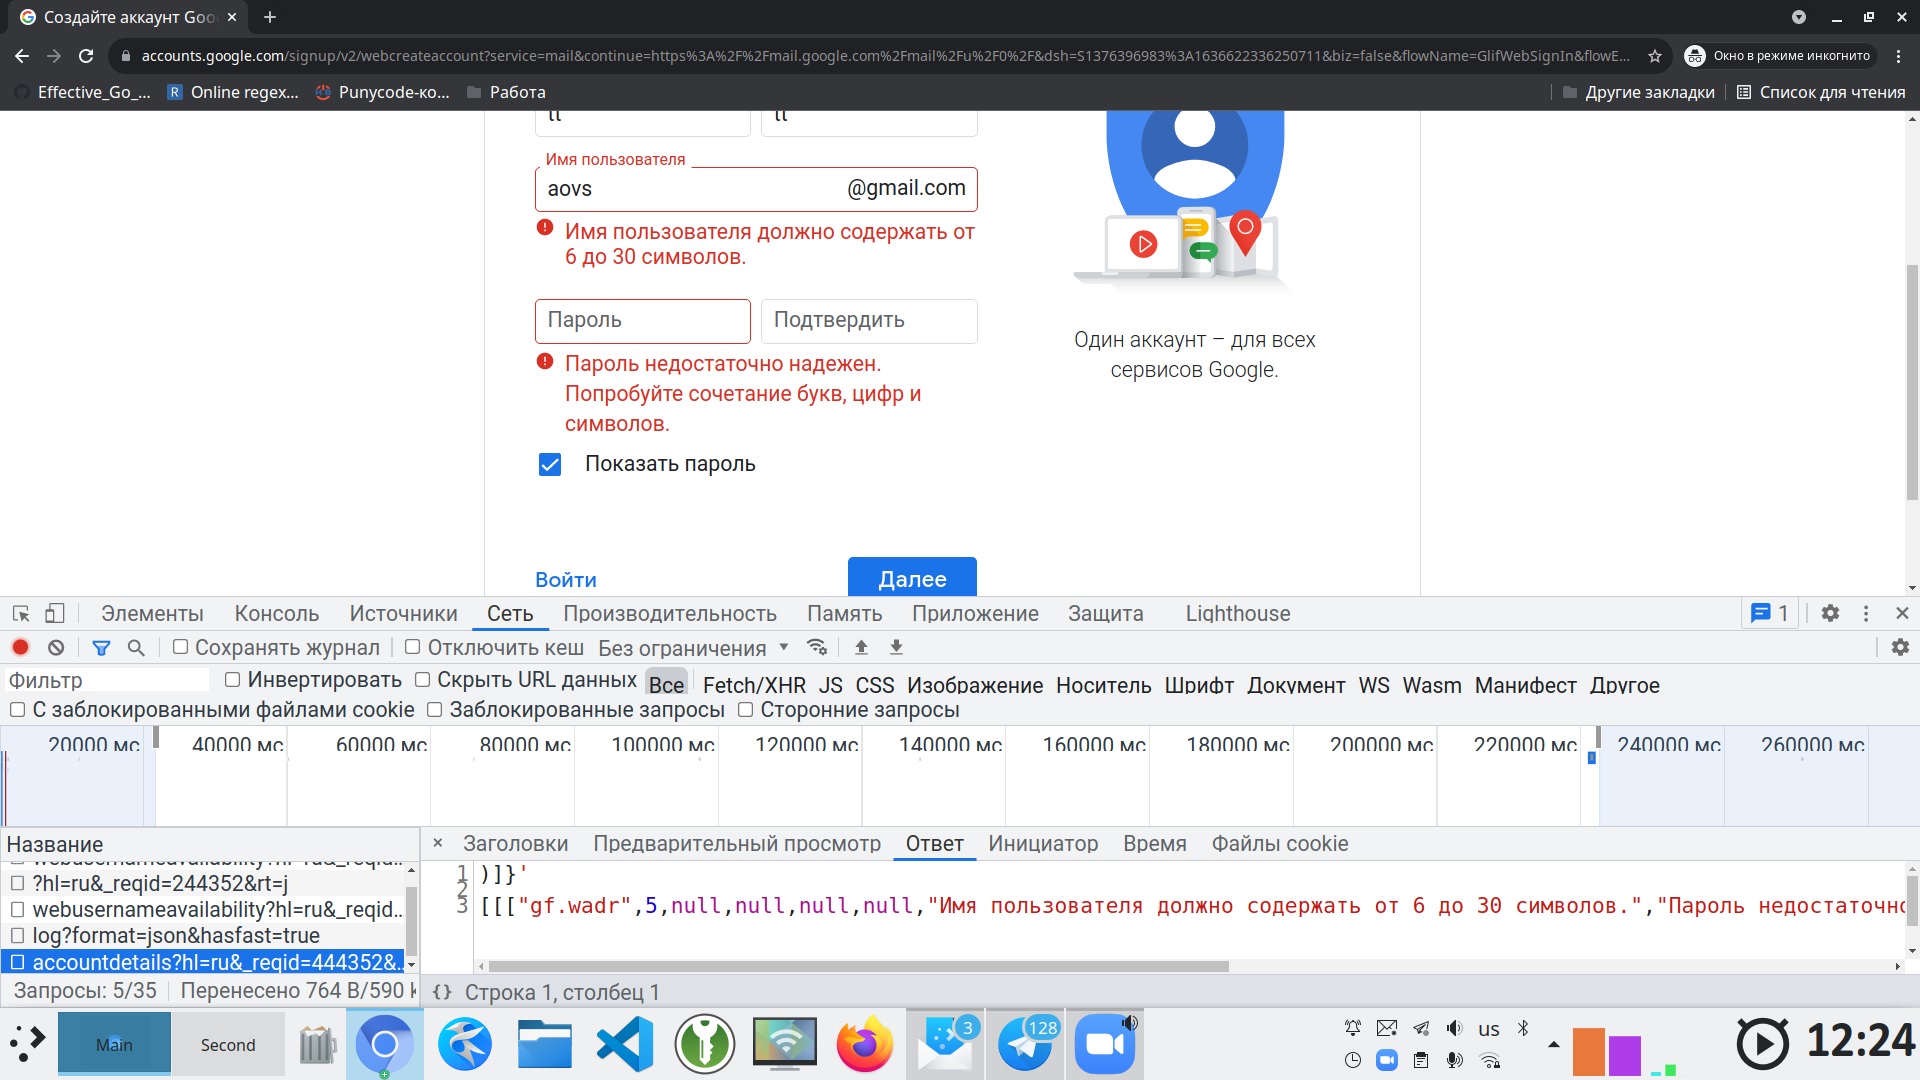 Создайте аккаунт Goo
accounts.google.com/signup/v2/webcreateaccount?service=mail&continue=https%3A%2F%2Fmail.google.com%2Fmail%2Fu%2F0%2F&dsh=S1376396983%3A1636622336250711&biz=false&flowName=GlifWebSignIn&flowE...
Окно в режиме инкогнито
Effective_Go_... Online regex... Punycode-ко... Работа Другие закладки Список для чтения
Имя пользователя
aovs @gmail.com
Имя пользователя должно содержать от
6 до 30 символов.
Пароль Подтвердить
Пароль недостаточно надежен.
Попробуйте сочетание букв, цифр и
символов.
Показать пароль
Один аккаунт – для всех
сервисов Google.
Войти Далее
Элементы Консоль Источники Сеть Производительность Память Приложение Защита Lighthouse 1
Сохранять журнал Отключить кеш Без ограничения
Фильтр Инвертировать Скрыть URL данных Все Fetch/XHR JS CSS Изображение Носитель Шрифт Документ WS Wasm Манифест Другое
С заблокированными файлами cookie Заблокированные запросы Сторонние запросы
20000 мс 40000 мс 60000 мс 80000 мс 100000 мс 120000 мс 140000 мс 160000 мс 180000 мс 200000 мс 220000 мс 240000 мс 260000 мс
Название
webusernameavailability?hl=ru&_reqid...
?hl=ru&_reqid=244352&rt=j
webusernameavailability?hl=ru&_reqid...
log?format=json&hasfast=true
accountdetails?hl=ru&_reqid=444352&...
Запросы: 5/35 Перенесено 764 B/590 k
× Заголовки Предварительный просмотр Ответ Инициатор Время Файлы cookie
1 )]}'
2
3 [[["gf.wadr",5,null,null,null,null,"Имя пользователя должно содержать от 6 до 30 символов.","Пароль недостаточно
{} Строка 1, столбец 1
Main Second 3 128 us 12:24